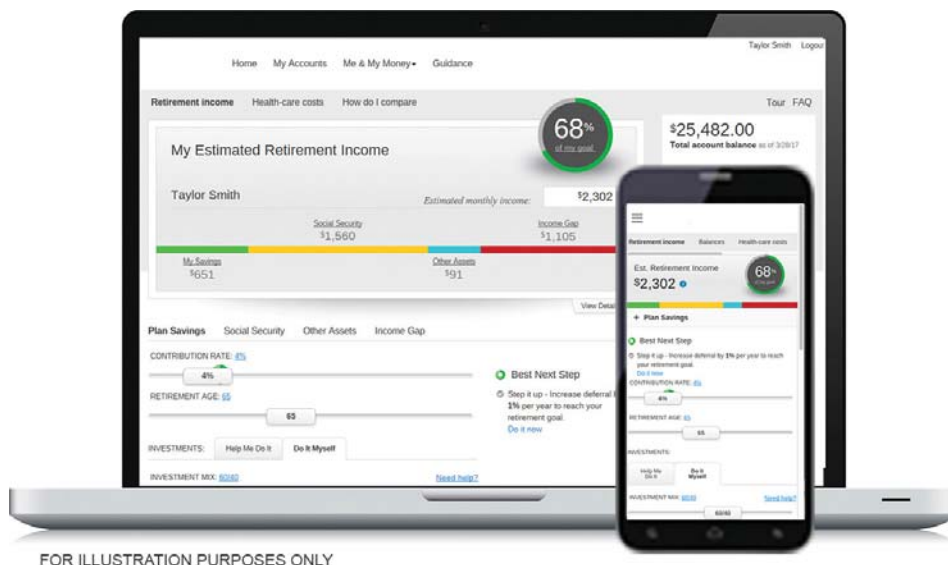 Taylor Smith Logout
Home My Accounts Me & My Money Guidance
Retirement income Health-care costs How do I compare Tour FAQ
68%
of my goal
$25,482.00
Total account balance as of 3/28/17
My Estimated Retirement Income
Taylor Smith Estimated monthly income: $2,302
Social Security Income Gap
$1,560 $1,105
My Savings Other Assets
$651 $91
View Detai
Plan Savings Social Security Other Assets Income Gap
CONTRIBUTION RATE: 4%
4%
RETIREMENT AGE: 65
65
INVESTMENTS: Help Me Do It Do It Myself
INVESTMENT MIX: 60/40 Need help?
Best Next Step
Step it up - Increase deferral
1% per year to reach your
retirement goal.
Do it now
Retirement income Balances Health-care costs
Est. Retirement Income
$2,302
68%
+ Plan Savings
Best Next Step
Step it up - Increase deferral by 1% per year to reach
your retirement goal.
Do it now
CONTRIBUTION RATE: 4%
4%
RETIREMENT AGE: 65
65
INVESTMENTS:
Help Me
Do It
Do It
Myself
INVESTMENT MIX: 60/40 Need help?
60/40
FOR ILLUSTRATION PURPOSES ONLY